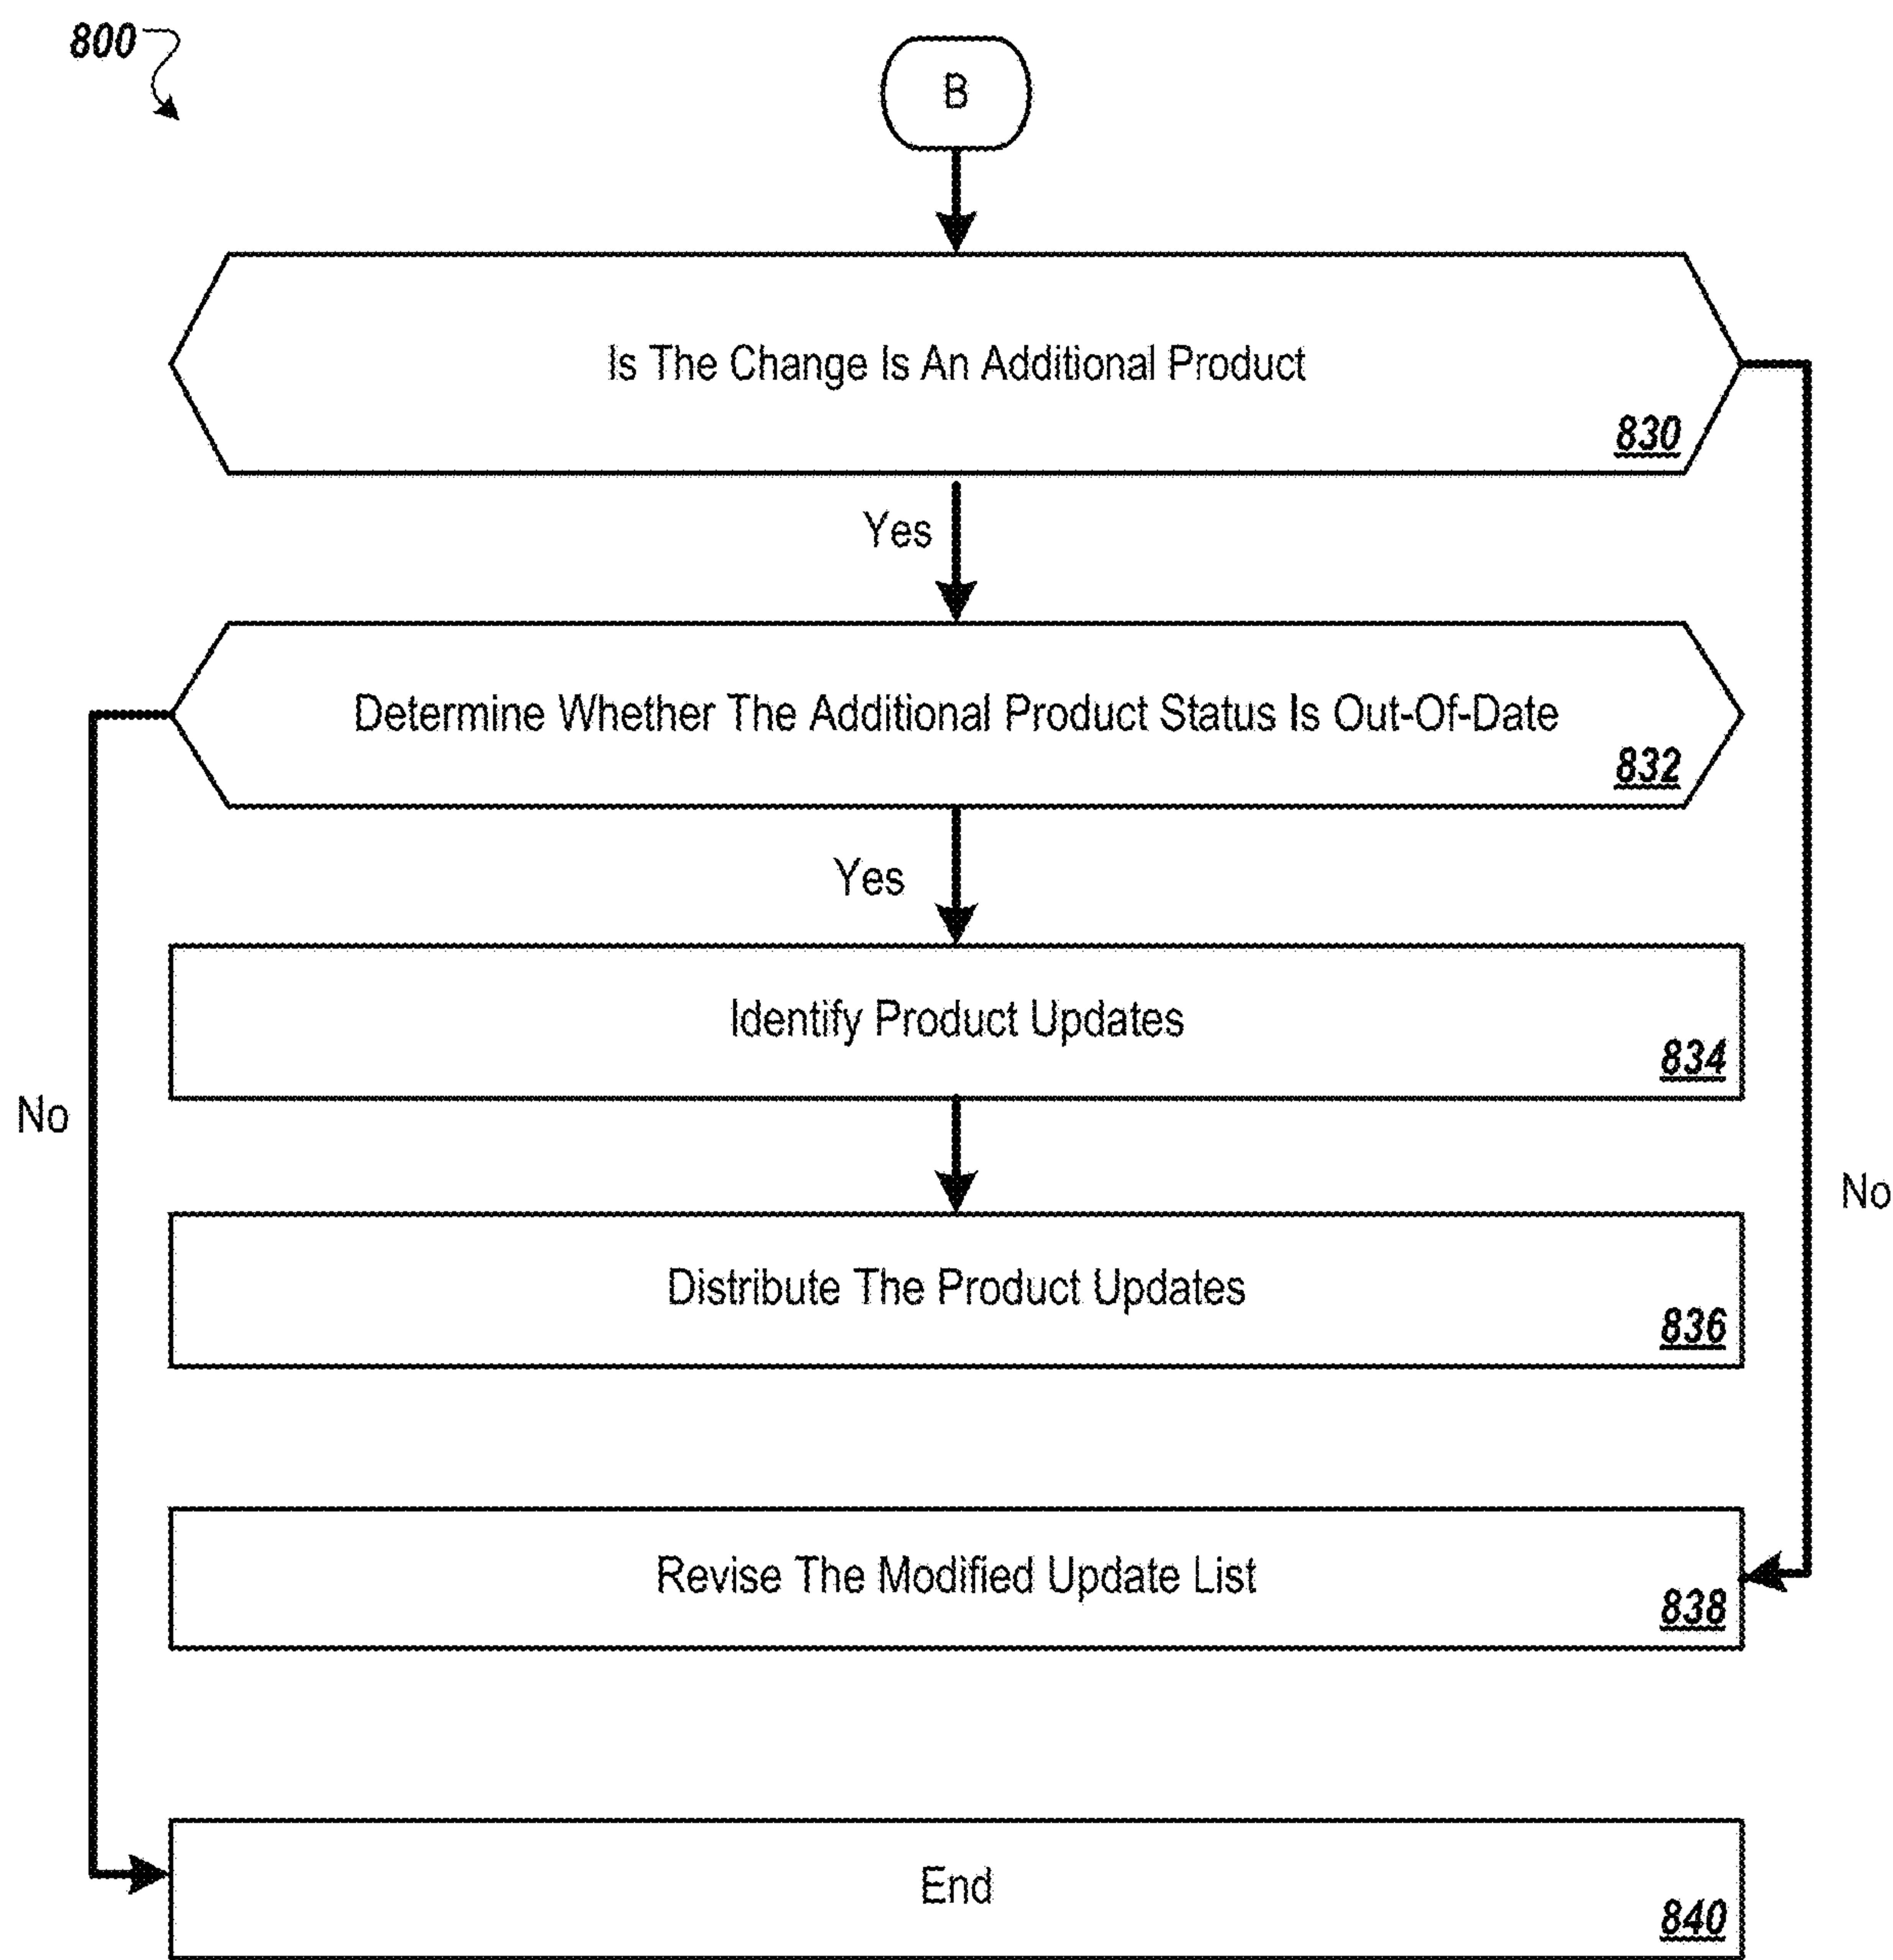 800
B
Is The Change Is An Additional Product
830
Yes
Determine Whether The Additional Product Status Is Out-Of-Date
832
Yes
Identify Product Updates
834
No
No
Distribute The Product Updates
836
Revise The Modified Update List
838
End
840